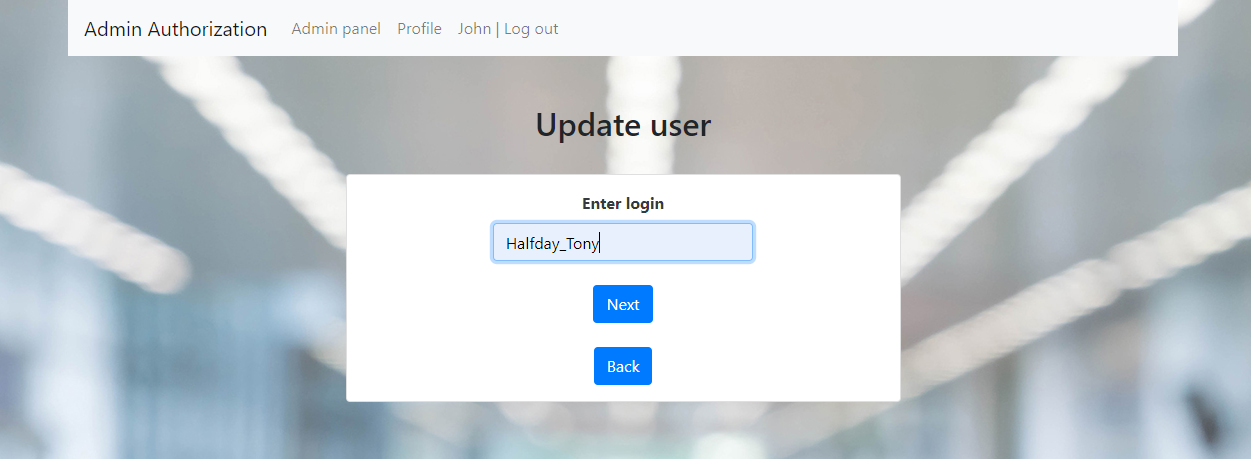 Admin Authorization Admin panel Profile John | Log out
Update user
Enter login
Halfday_Tony
Next
Back